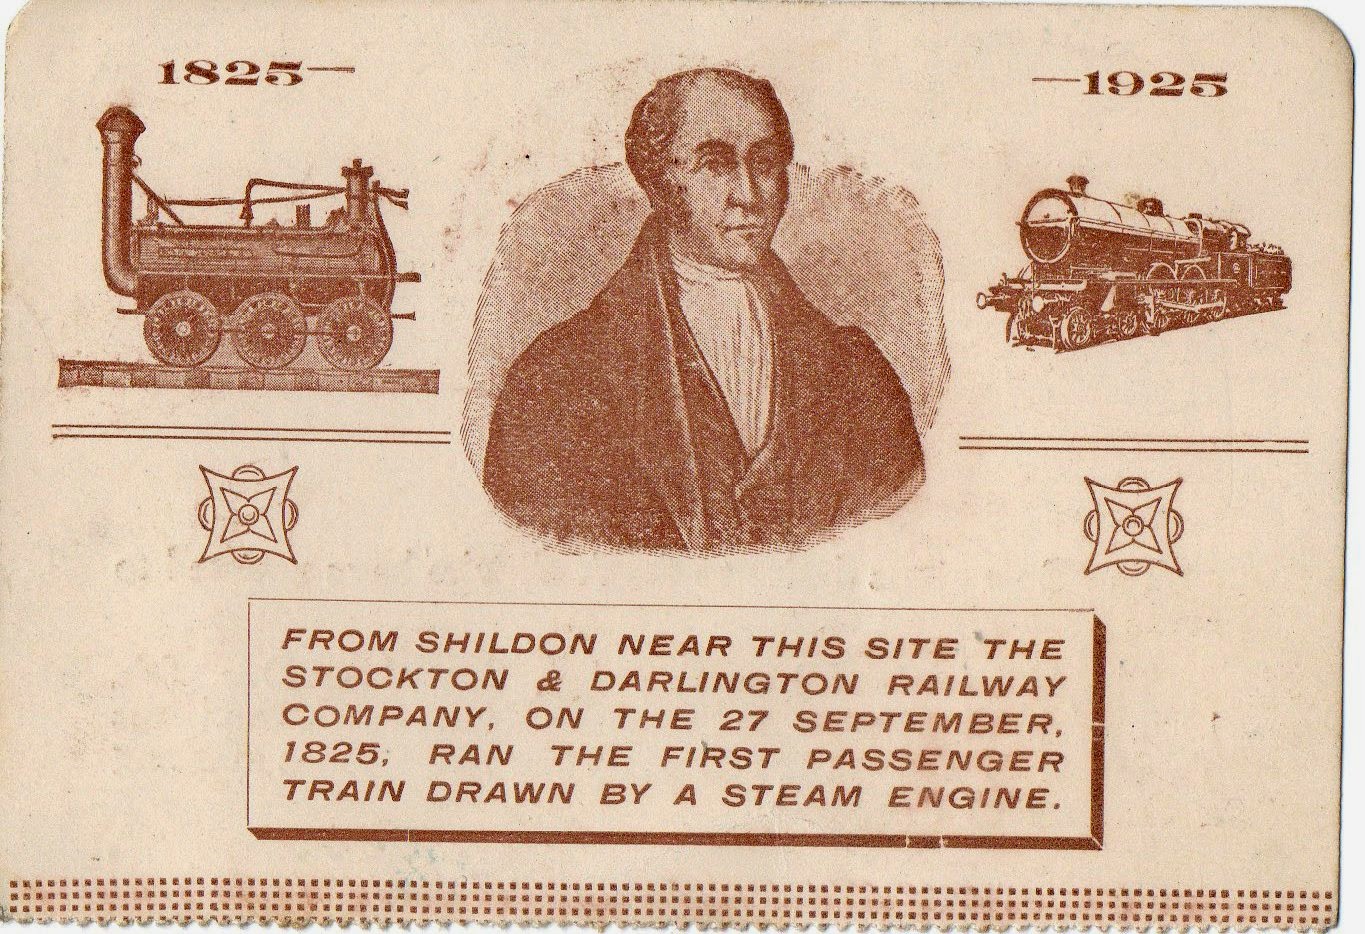 1825—
—1925
FROM SHILDON NEAR THIS SITE THE
STOCKTON & DARLINGTON RAILWAY
COMPANY, ON THE 27 SEPTEMBER,
1825, RAN THE FIRST PASSENGER
TRAIN DRAWN BY A STEAM ENGINE.